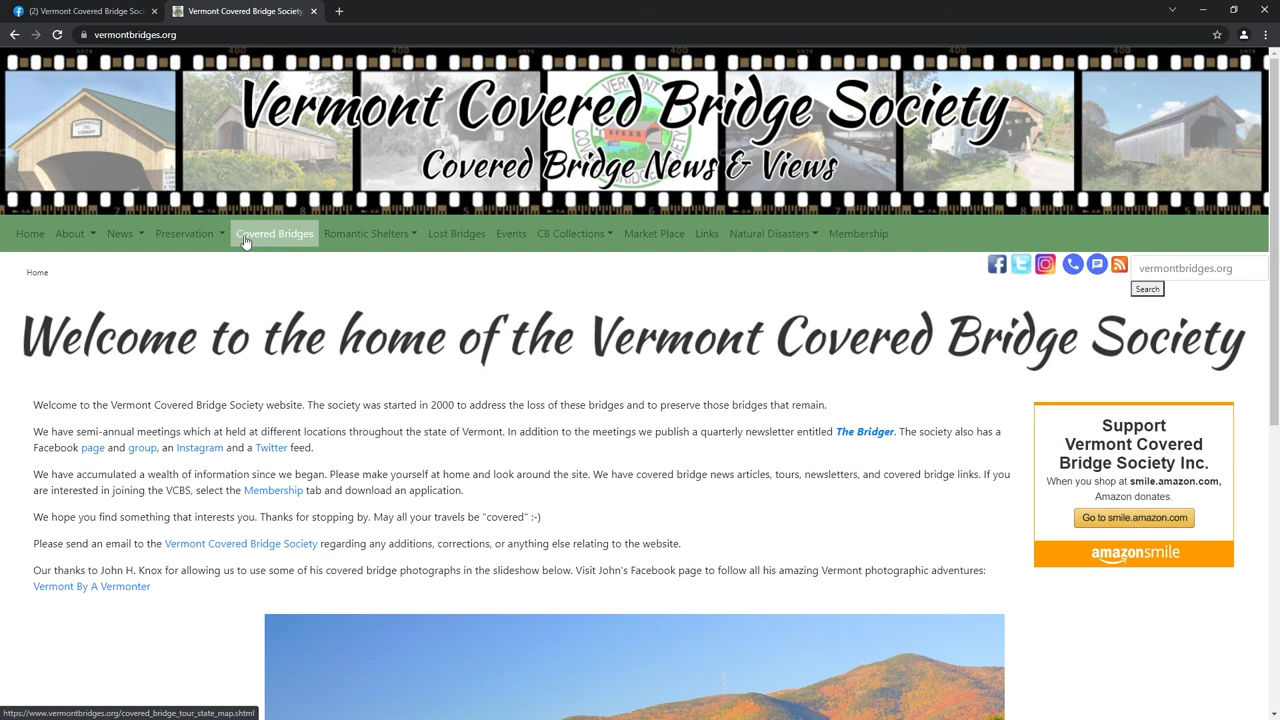 (2) Vermont Covered Bridge Soci
Vermont Covered Bridge Society,
vermontbridges.org
Vermont Covered Bridge Society
Covered Bridge News & Views
Home About News Preservation Covered Bridges Romantic Shelters Lost Bridges Events CB Collections Market Place Links Natural Disasters Membership
Home
vermontbridges.org
Search
Welcome to the home of the Vermont Covered Bridge Society
Welcome to the Vermont Covered Bridge Society website. The society was started in 2000 to address the loss of these bridges and to preserve those bridges that remain.
We have semi-annual meetings which at held at different locations throughout the state of Vermont. In addition to the meetings we publish a quarterly newsletter entitled The Bridger. The society also has a
Facebook page and group, an Instagram and a Twitter feed.
We have accumulated a wealth of information since we began. Please make yourself at home and look around the site. We have covered bridge news articles, tours, newsletters, and covered bridge links. If you
are interested in joining the VCBS, select the Membership tab and download an application.
We hope you find something that interests you. Thanks for stopping by. May all your travels be "covered" :-)
Please send an email to the Vermont Covered Bridge Society regarding any additions, corrections, or anything else relating to the website.
Our thanks to John H. Knox for allowing us to use some of his covered bridge photographs in the slideshow below. Visit John's Facebook page to follow all his amazing Vermont photographic adventures:
Vermont By A Vermonter
Support
Vermont Covered
Bridge Society Inc.
When you shop at smile.amazon.com,
Amazon donates.
Go to smile.amazon.com
amazonsmile
https://www.vermontbridges.org/covered_bridge_tour_state_map.shtml